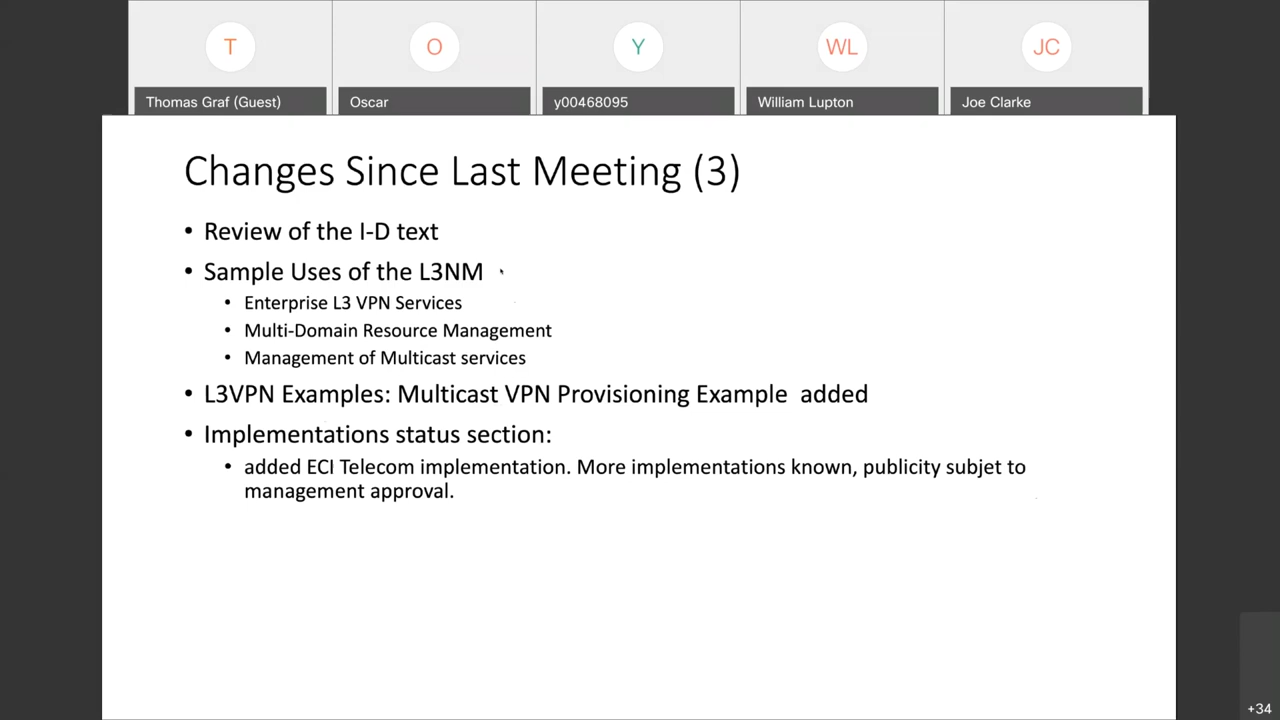 T
O
Y
WL
JC
Thomas Graf (Guest)
Oscar
y00468095
William Lupton
Joe Clarke
Changes Since Last Meeting (3)
• Review of the I-D text
• Sample Uses of the L3NM
• Enterprise L3 VPN Services
• Multi-Domain Resource Management
• Management of Multicast services
• L3VPN Examples: Multicast VPN Provisioning Example added
• Implementations status section:
• added ECI Telecom implementation. More implementations known, publicity subjet to
management approval.
+34